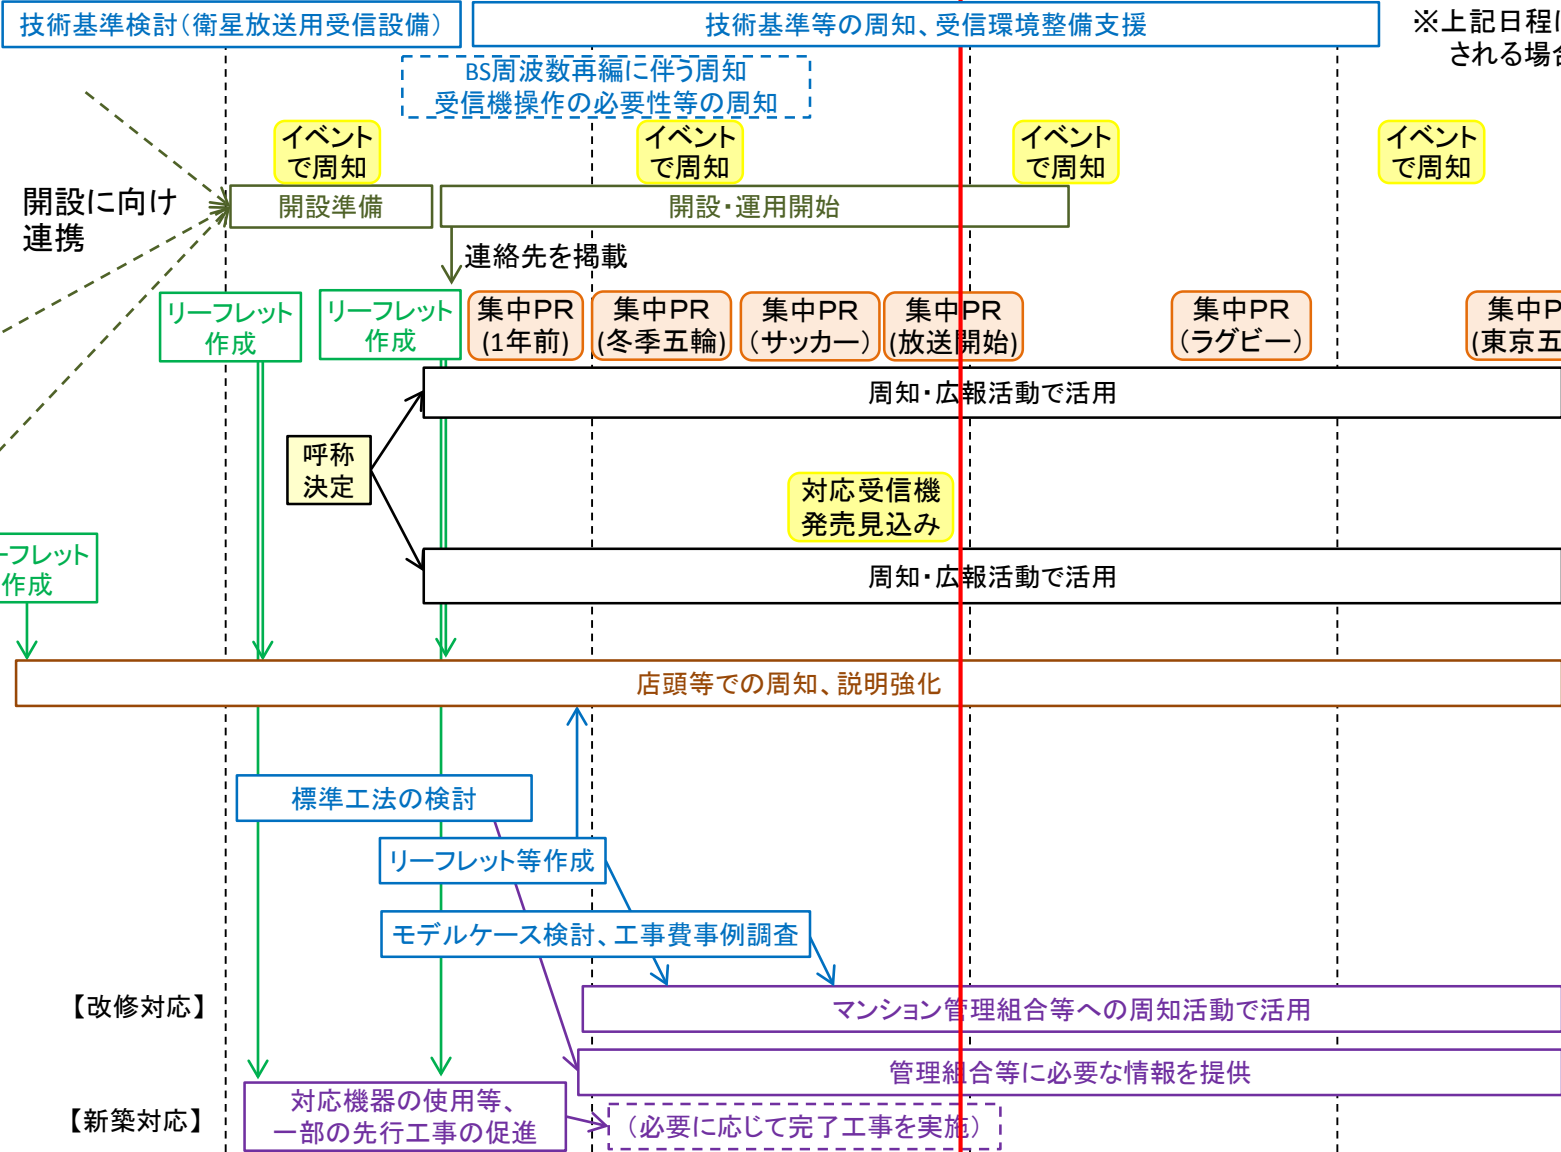 技術基準検討（衛星放送用受信設備）
技術基準等の周知、受信環境整備支援
※上記日程に
される場合
BS周波数再編に伴う周知
受信機操作の必要性等の周知
イベント
で周知
イベント
で周知
イベント
で周知
イベント
で周知
開設に向け
連携
開設準備
開設・運用開始
連絡先を掲載
リーフレット
作成
リーフレット
作成
集中PR
(1年前)
集中PR
(冬季五輪)
集中PR
（サッカー）
集中PR
(放送開始)
集中PR
（ラグビー）
集中P
(東京五
周知・広報活動で活用
呼称
決定
対応受信機
発売見込み
ーフレット
作成
周知・広報活動で活用
店頭等での周知、説明強化
標準工法の検討
リーフレット等作成
モデルケース検討、工事費事例調査
【改修対応】
マンション管理組合等への周知活動で活用
管理組合等に必要な情報を提供
【新築対応】
対応機器の使用等、
一部の先行工事の促進
（必要に応じて完了工事を実施）